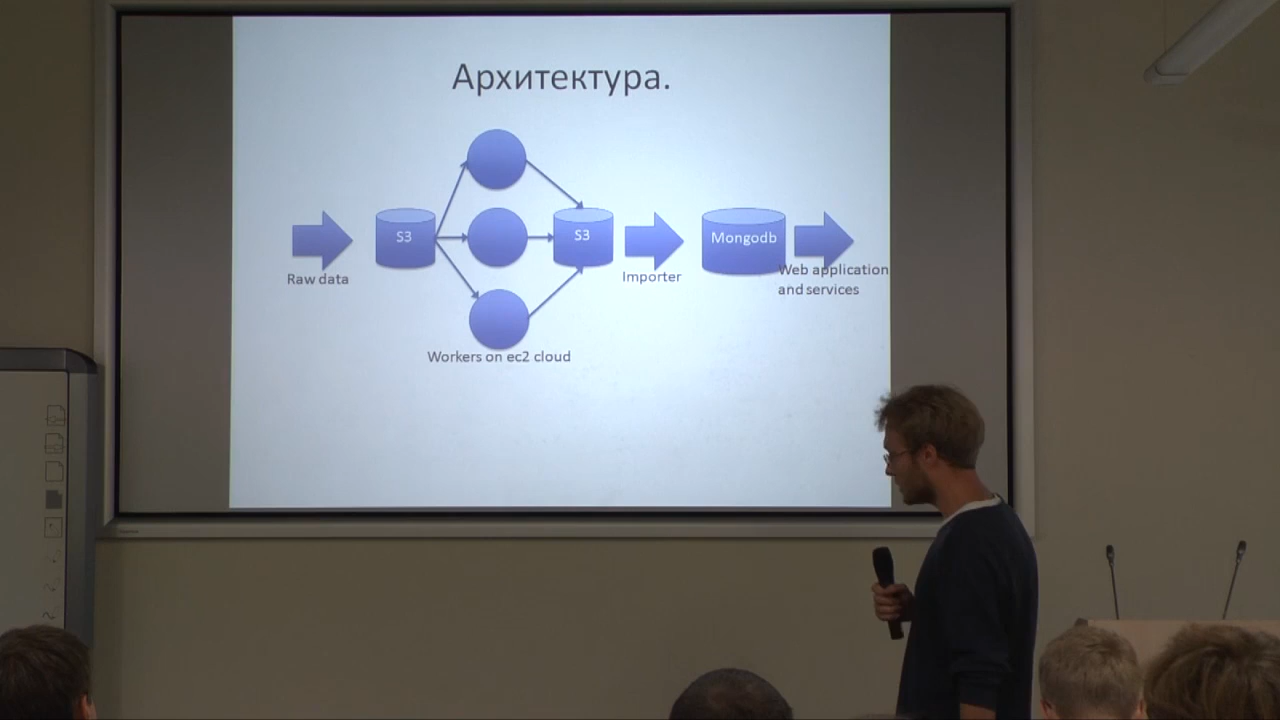 Архитектура.
S3
S3
Mongodb
Raw data
Importer
Web application
and services
Workers on ec2 cloud